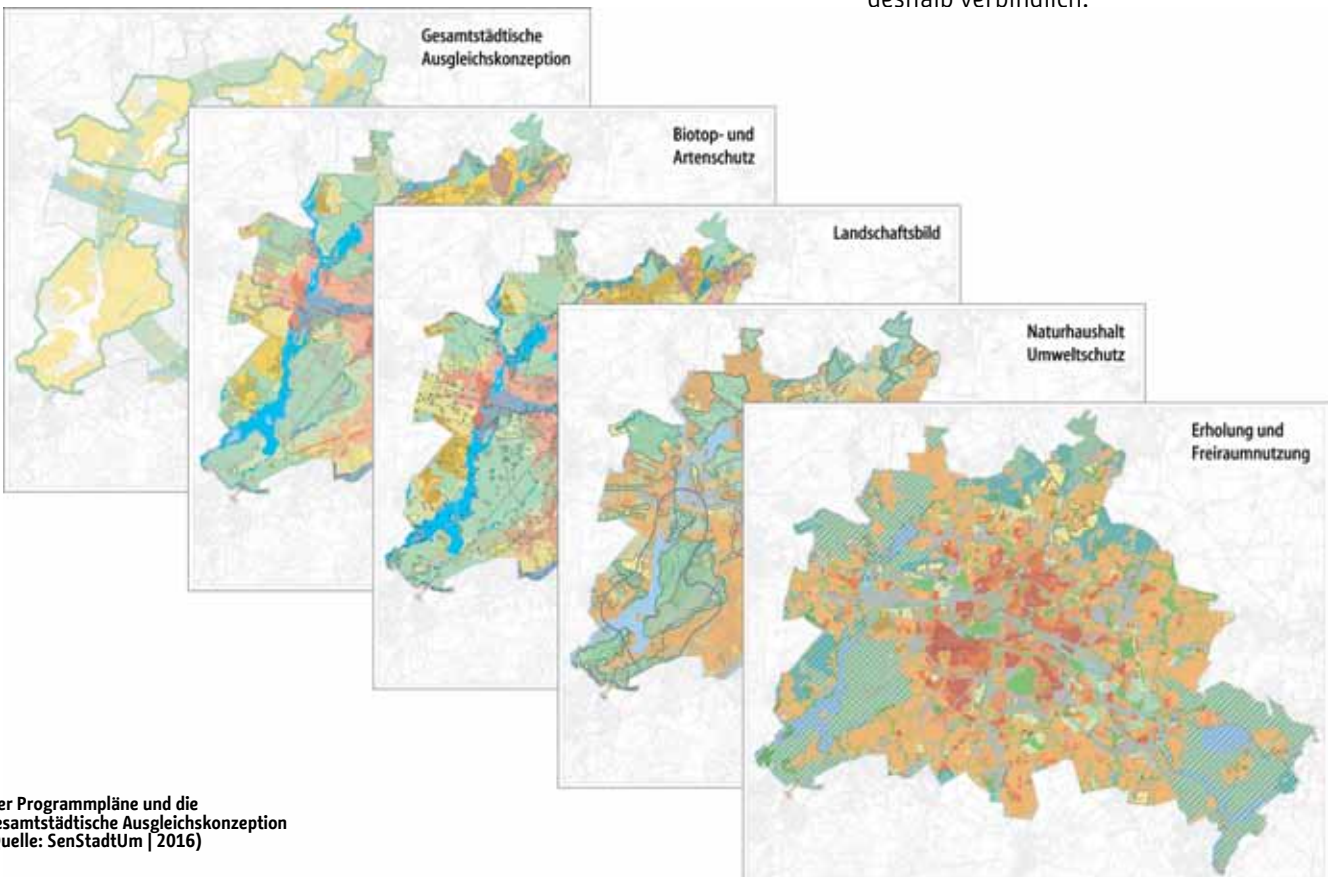 deshalb verbindlich.
Gesamtstädtische
Ausgleichskonzeption
Biotop- und
Artenschutz
Landschaftsbild
Naturhaushalt
Umweltschutz
Erholung und
Freiraumnutzung
er Programmpläne und die
esamtstädtische Ausgleichskonzeption
uelle: SenStadtUm | 2016)